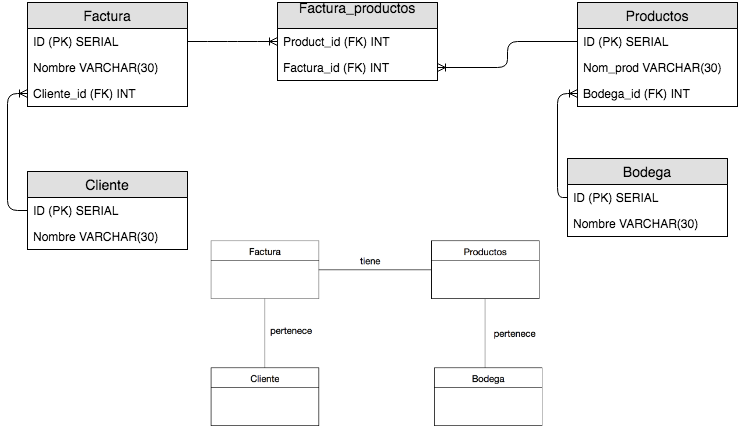 Factura
ID (PK) SERIAL
Nombre VARCHAR(30)
Cliente_id (FK) INT
Factura_productos
Product_id (FK) INT
Factura_id (FK) INT
Productos
ID (PK) SERIAL
Nom_prod VARCHAR(30)
Bodega_id (FK) INT
Cliente
ID (PK) SERIAL
Nombre VARCHAR(30)
Bodega
ID (PK) SERIAL
Nombre VARCHAR(30)
Factura
tiene
Productos
pertenece
pertenece
Cliente
Bodega